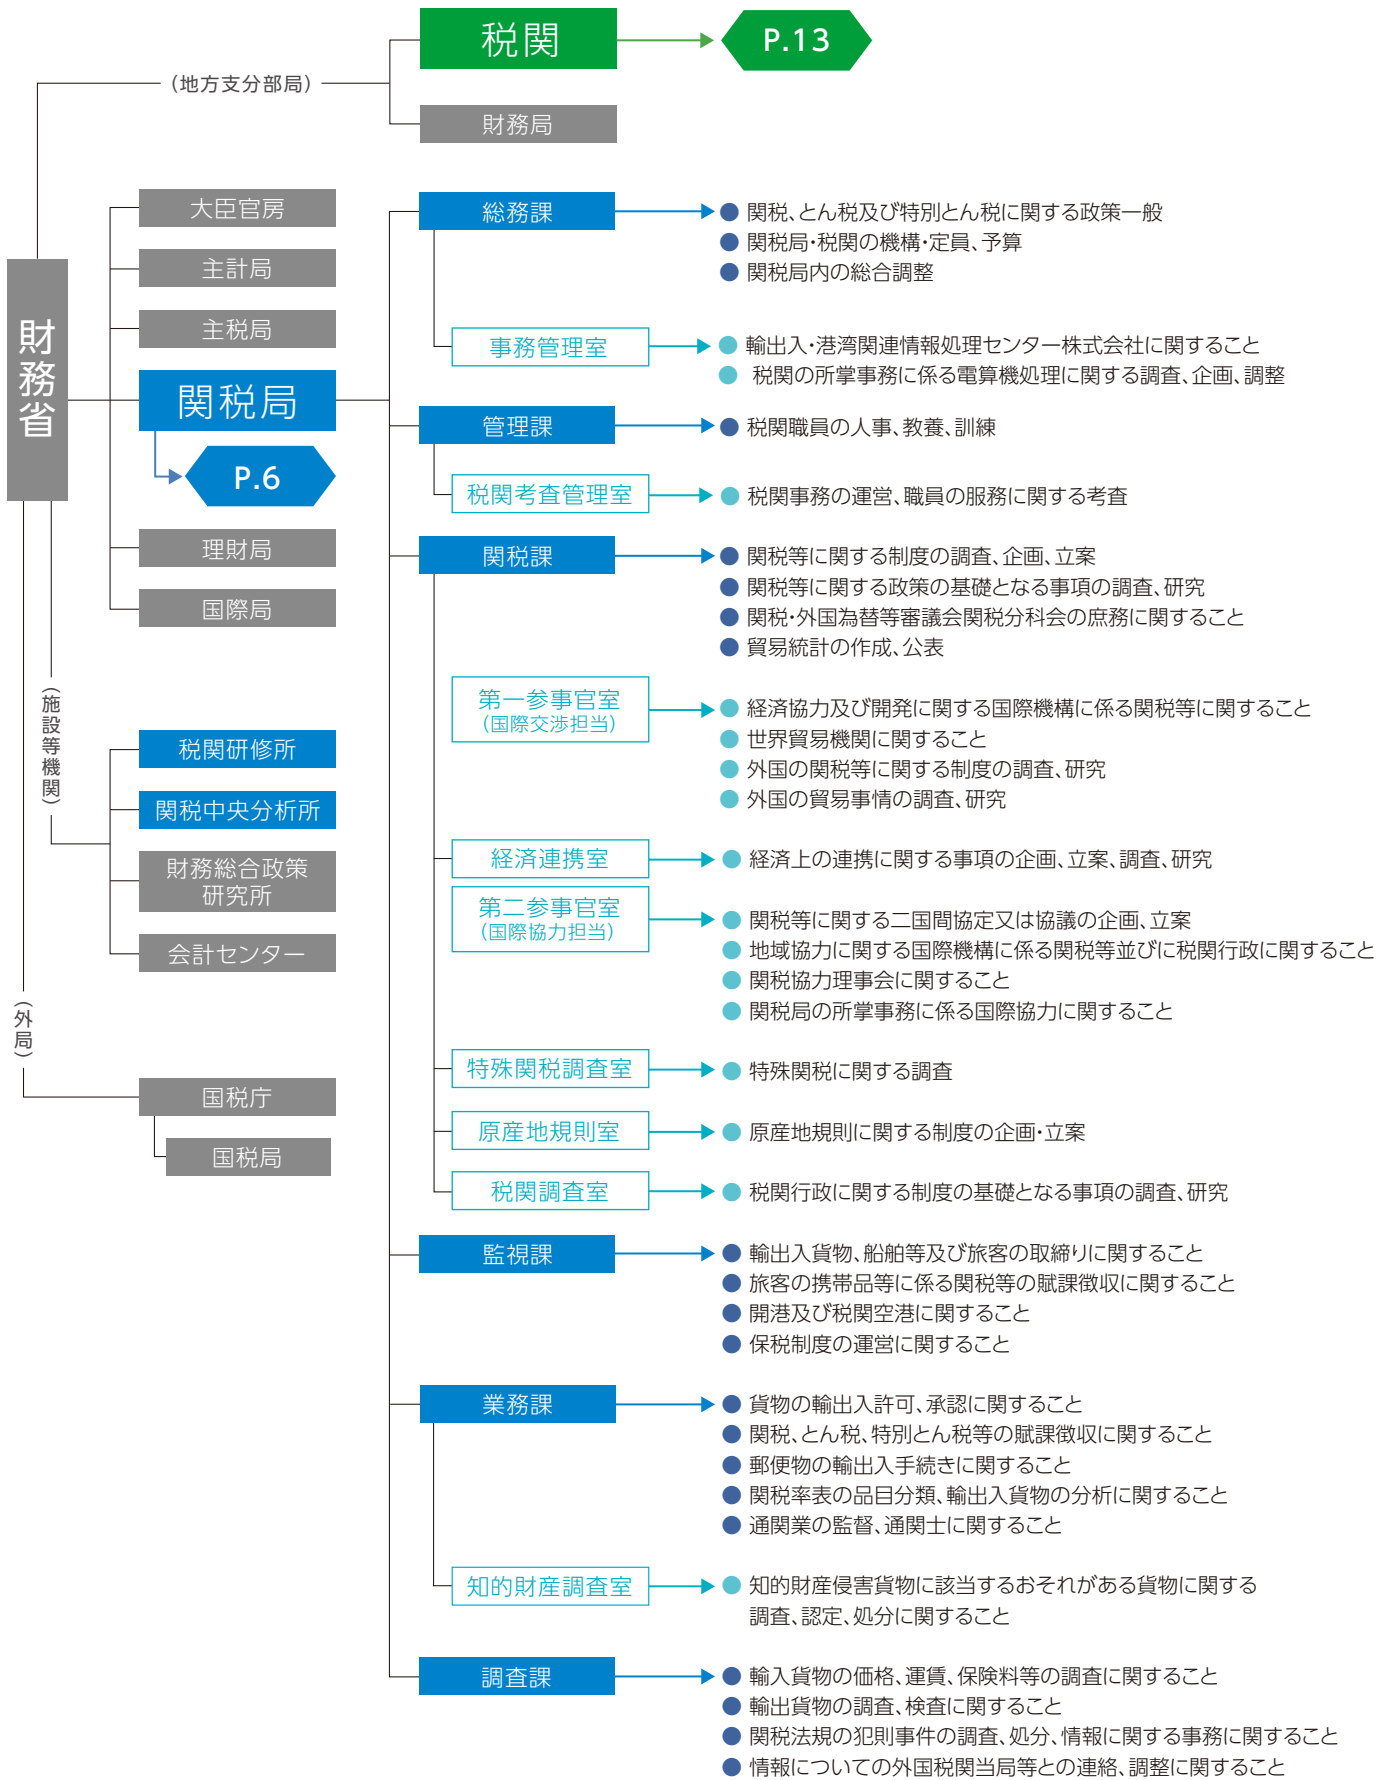 税関
P.13
（地方支分部局）
財務局
財務省
大臣官房
主計局
主税局
関税局
P.6
理財局
国際局
（施設等機関）
税関研修所
関税中央分析所
財務総合政策
研究所
会計センター
（外局）
国税庁
国税局
総務課
● 関税、とん税及び特別とん税に関する政策一般
● 関税局・税関の機構・定員、予算
● 関税局内の総合調整
事務管理室
● 輸出入・港湾関連情報処理センター株式会社に関すること
● 税関の所掌事務に係る電算機処理に関する調査、企画、調整
管理課
● 税関職員の人事、教養、訓練
税関考査管理室
● 税関事務の運営、職員の服務に関する考査
関税課
● 関税等に関する制度の調査、企画、立案
● 関税等に関する政策の基礎となる事項の調査、研究
● 関税・外国為替等審議会関税分科会の庶務に関すること
● 貿易統計の作成、公表
第一参事官室
（国際交渉担当）
● 経済協力及び開発に関する国際機構に係る関税等に関すること
● 世界貿易機関に関すること
● 外国の関税等に関する制度の調査、研究
● 外国の貿易事情の調査、研究
経済連携室
● 経済上の連携に関する事項の企画、立案、調査、研究
第二参事官室
（国際協力担当）
● 関税等に関する二国間協定又は協議の企画、立案
● 地域協力に関する国際機構に係る関税等並びに税関行政に関すること
● 関税協力理事会に関すること
● 関税局の所掌事務に係る国際協力に関すること
特殊関税調査室
● 特殊関税に関する調査
原産地規則室
● 原産地規則に関する制度の企画・立案
税関調査室
● 税関行政に関する制度の基礎となる事項の調査、研究
監視課
● 輸出入貨物、船舶等及び旅客の取締りに関すること
● 旅客の携帯品等に係る関税等の賦課徴収に関すること
● 開港及び税関空港に関すること
● 保税制度の運営に関すること
業務課
● 貨物の輸出入許可、承認に関すること
● 関税、とん税、特別とん税等の賦課徴収に関すること
● 郵便物の輸出入手続きに関すること
● 関税率表の品目分類、輸出入貨物の分析に関すること
● 通関業の監督、通関士に関すること
知的財産調査室
● 知的財産侵害貨物に該当するおそれがある貨物に関する
調査、認定、処分に関すること
調査課
● 輸入貨物の価格、運賃、保険料等の調査に関すること
● 輸出貨物の調査、検査に関すること
● 関税法規の犯則事件の調査、処分、情報に関する事務に関すること
● 情報についての外国税関当局等との連絡、調整に関すること